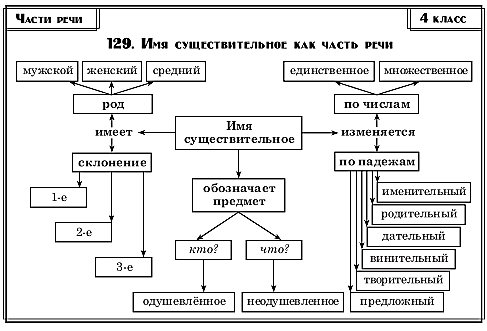 Части речи
4 класс
129. Имя существительное как часть речи
мужской
женский
средний
единственное
множественное
род
по числам
имеет
Имя
существительное
изменяется
склонение
по падежам
обозначает
предмет
1-е
2-е
3-е
именительный
родительный
дательный
винительный
творительный
предложный
кто?
что?
одушевлённое
неодушевленное